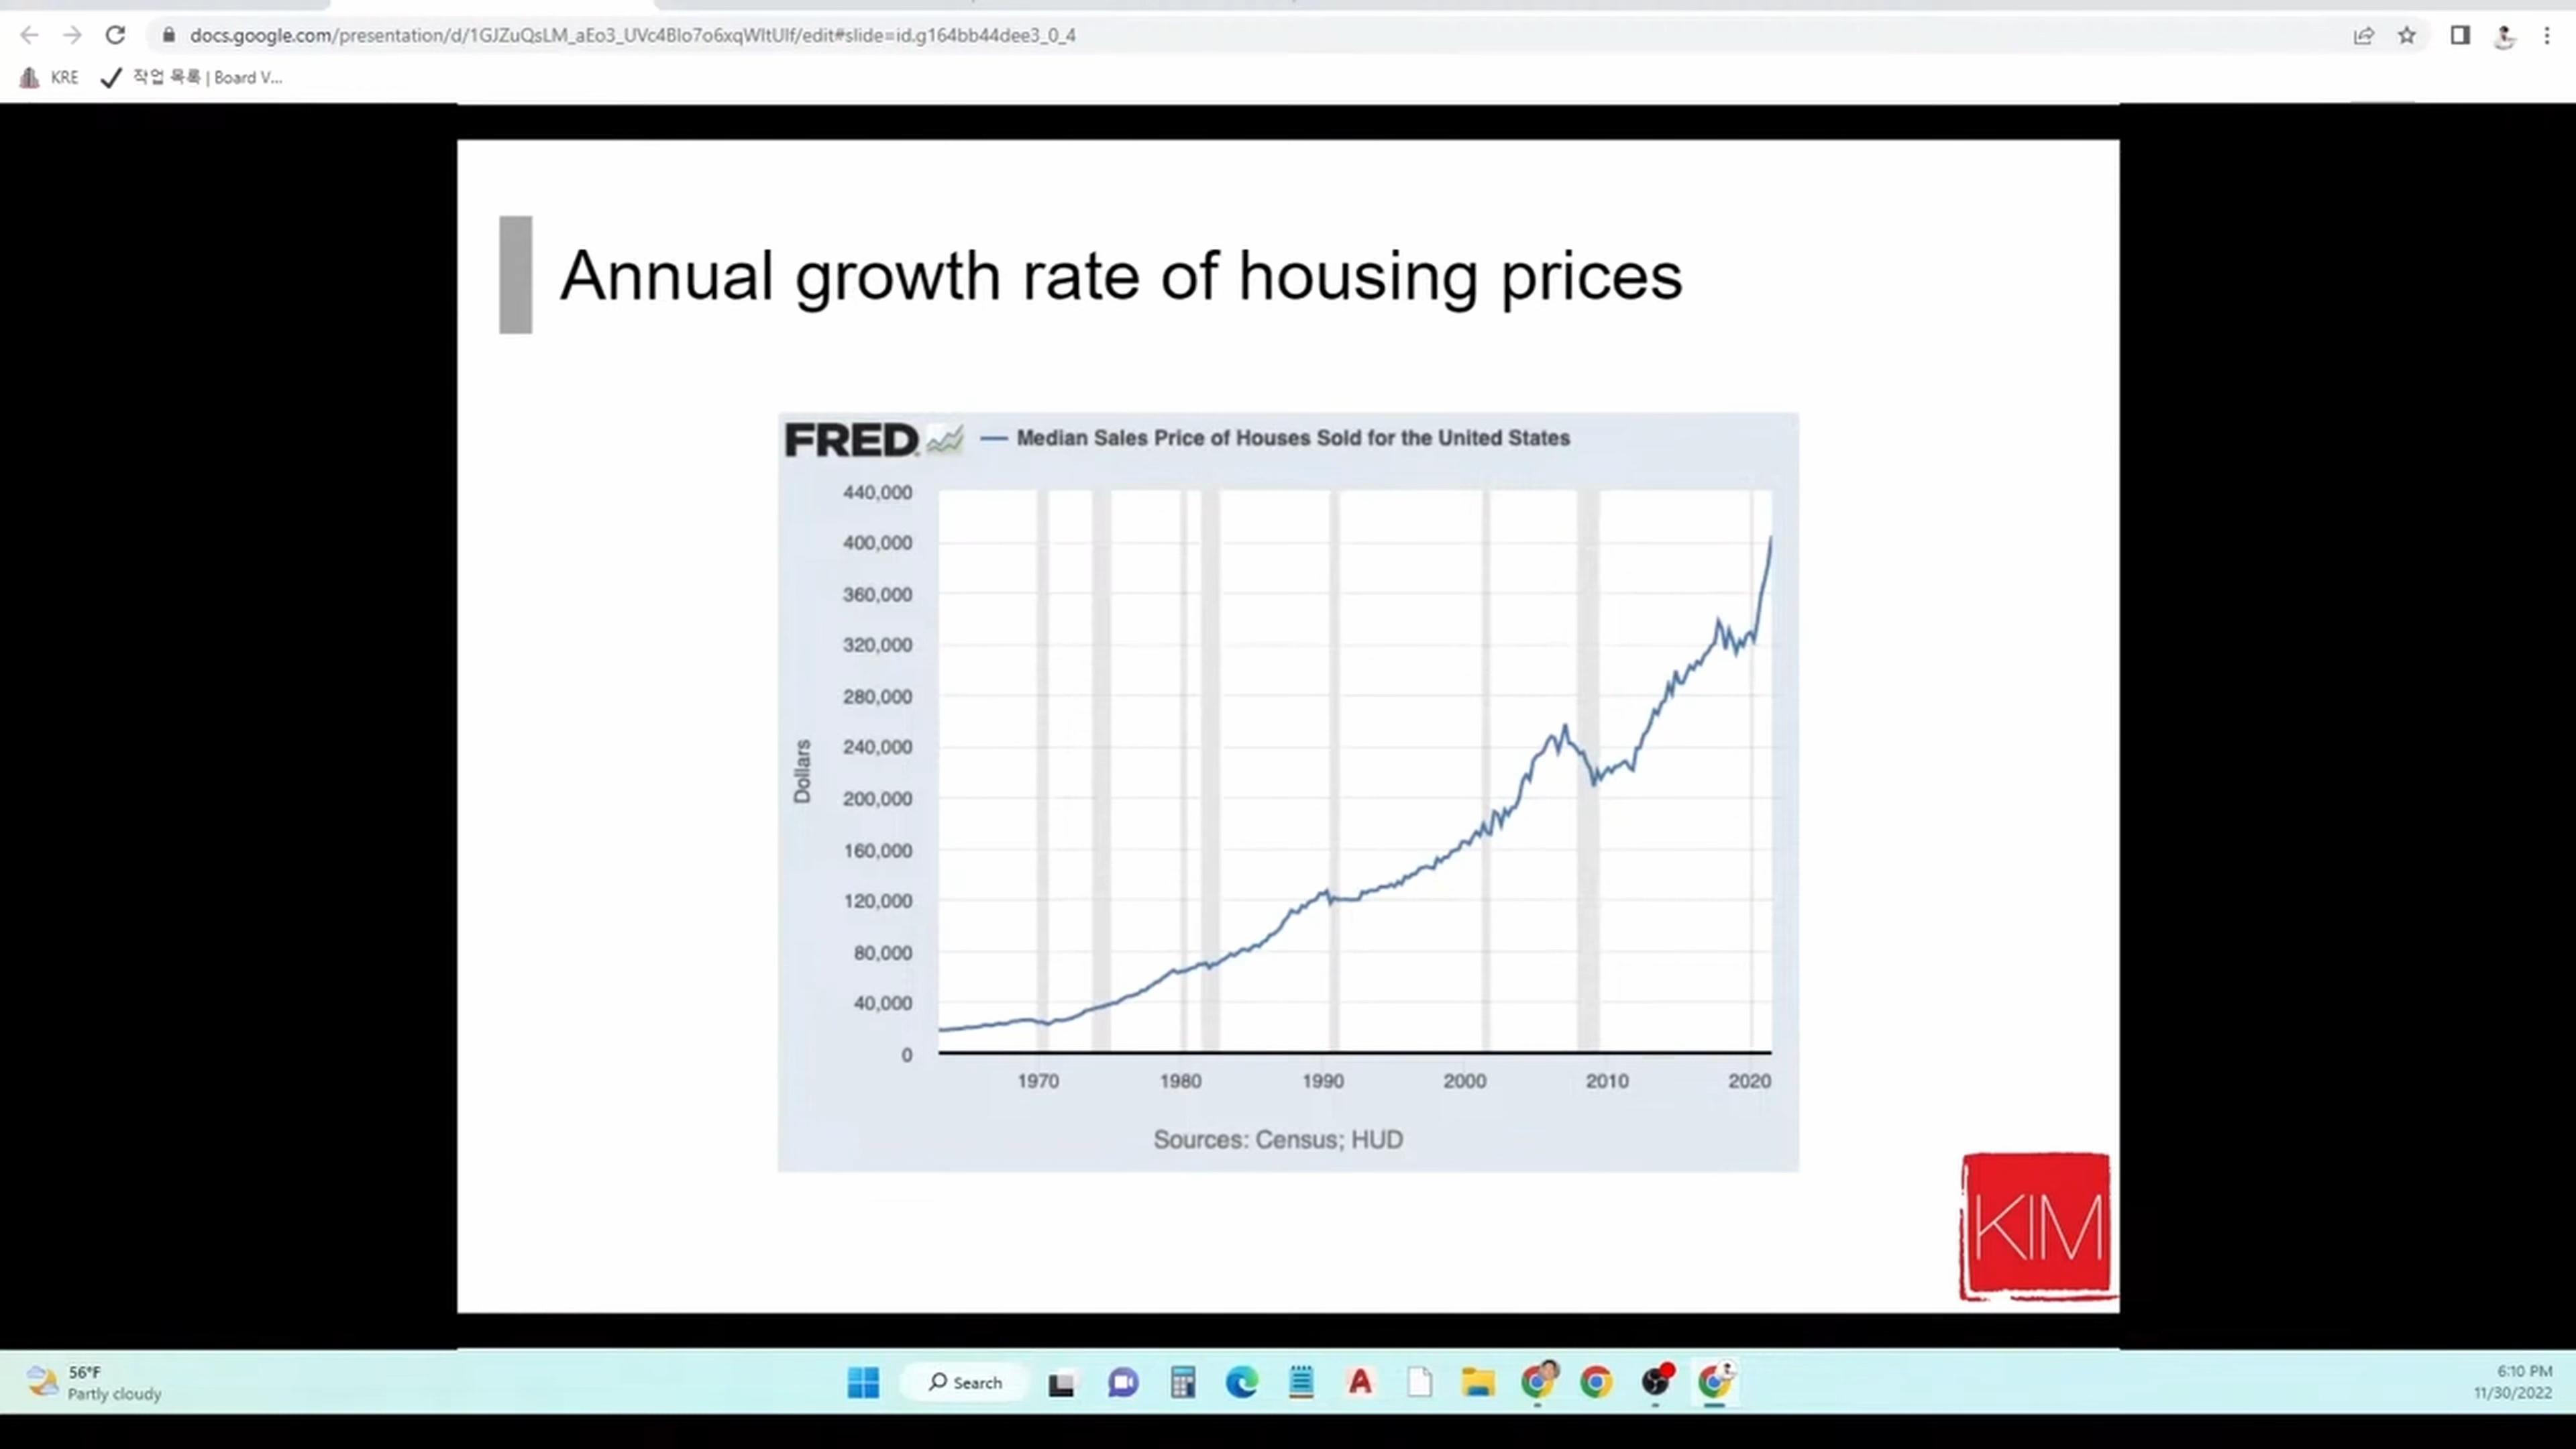 docs.google.com/presentation/d/1GJZuQsLM_aEo3_UVc4Blo7o6xqWItUIf/edit#slide=id.g164bb44dee3_0_4
KRE 작업 목록 | Board V...
Annual growth rate of housing prices
FRED Median Sales Price of Houses Sold for the United States
440,000
400,000
360,000
320,000
280,000
240,000
200,000
160,000
120,000
80,000
40,000
0
Dollars
1970 1980 1990 2000 2010 2020
Sources: Census; HUD
KIM
56°F
Partly cloudy
Search
6:10 PM
11/30/2022